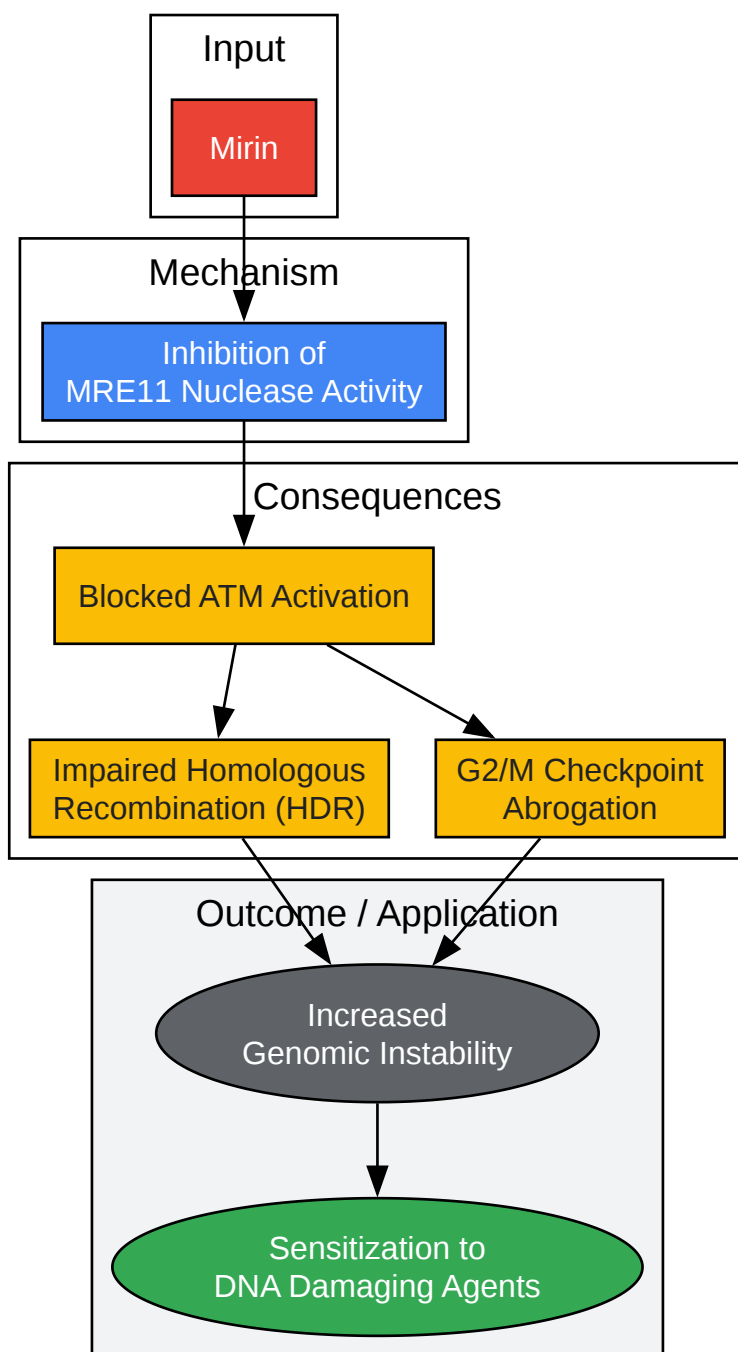 Input
Mirin
Mechanism
Inhibition of
MRE11 Nuclease Activity
Consequences
Blocked ATM Activation
Impaired Homologous
Recombination (HDR)
G2/M Checkpoint
Abrogation
Outcome / Application
Increased
Genomic Instability
Sensitization to
DNA Damaging Agents